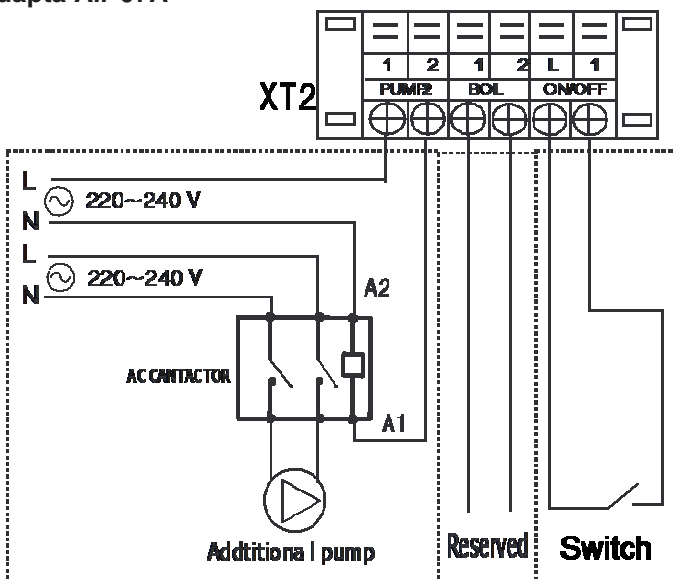 1 2 1 2 L 1
PUMP2 BOL ON/OFF
XT2
L
220~240 V
N
L
220~240 V
N
A2
AC CANTACTOR
A1
Addtitional pump
Reserved
Switch